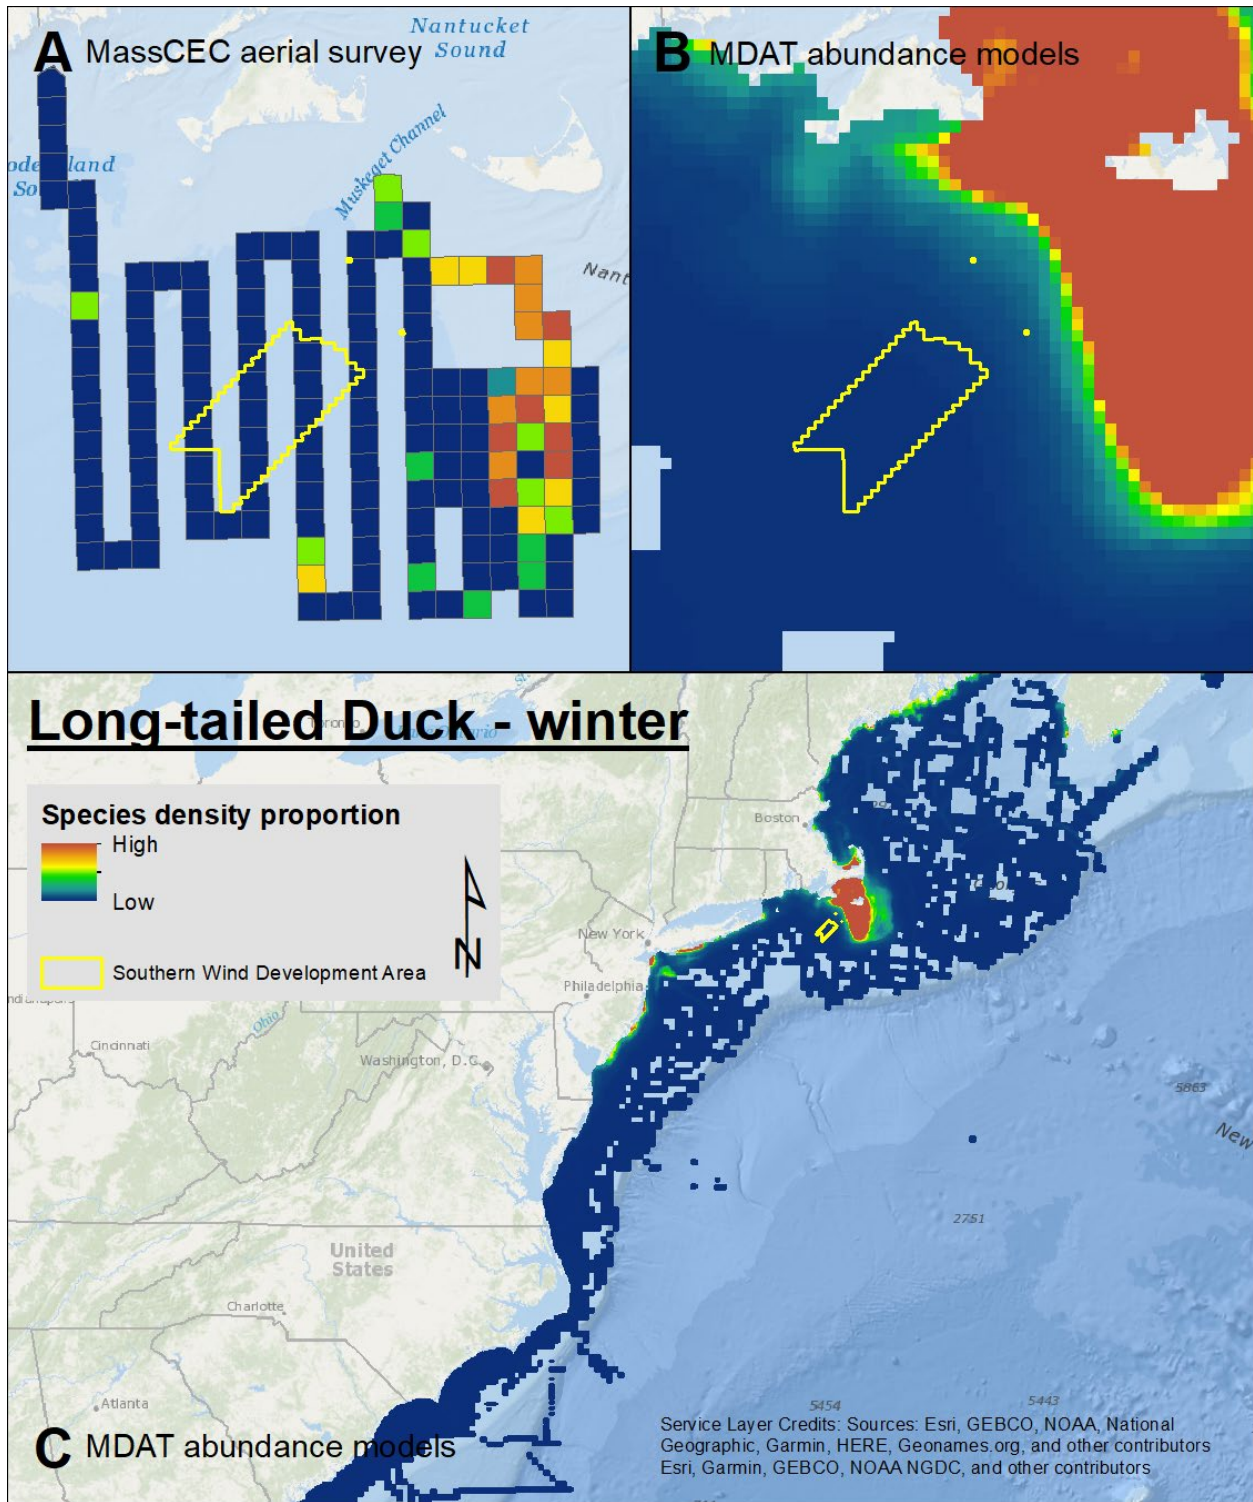 A MassCEC aerial survey
Nantucket
Sound
Muskeget Channel
B MDAT abundance models
Long-tailed Duck - winter
Species density proportion
High
Low
N
Southern Wind Development Area
Boston
New York
Philadelphia
Ohio
Cincinnati
Washington, D.C.
5863
New
2751
United
States
Charlotte
Atlanta
5454
5443
C MDAT abundance models
Service Layer Credits: Sources: Esri, GEBCO, NOAA, National
Geographic, Garmin, HERE, Geonames.org, and other contributors
Esri, Garmin, GEBCO, NOAA NGDC, and other contributors